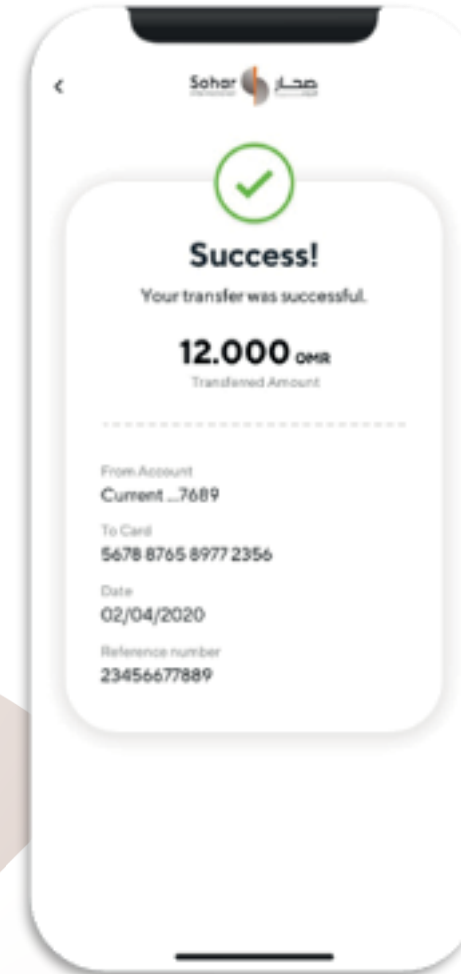 Sohar صحار
Success!
Your transfer was successful.
12.000 OMR
Transferred Amount
From Account
Current ...7689
To Card
5678 8765 8977 2356
Date
02/04/2020
Reference number
23456677889